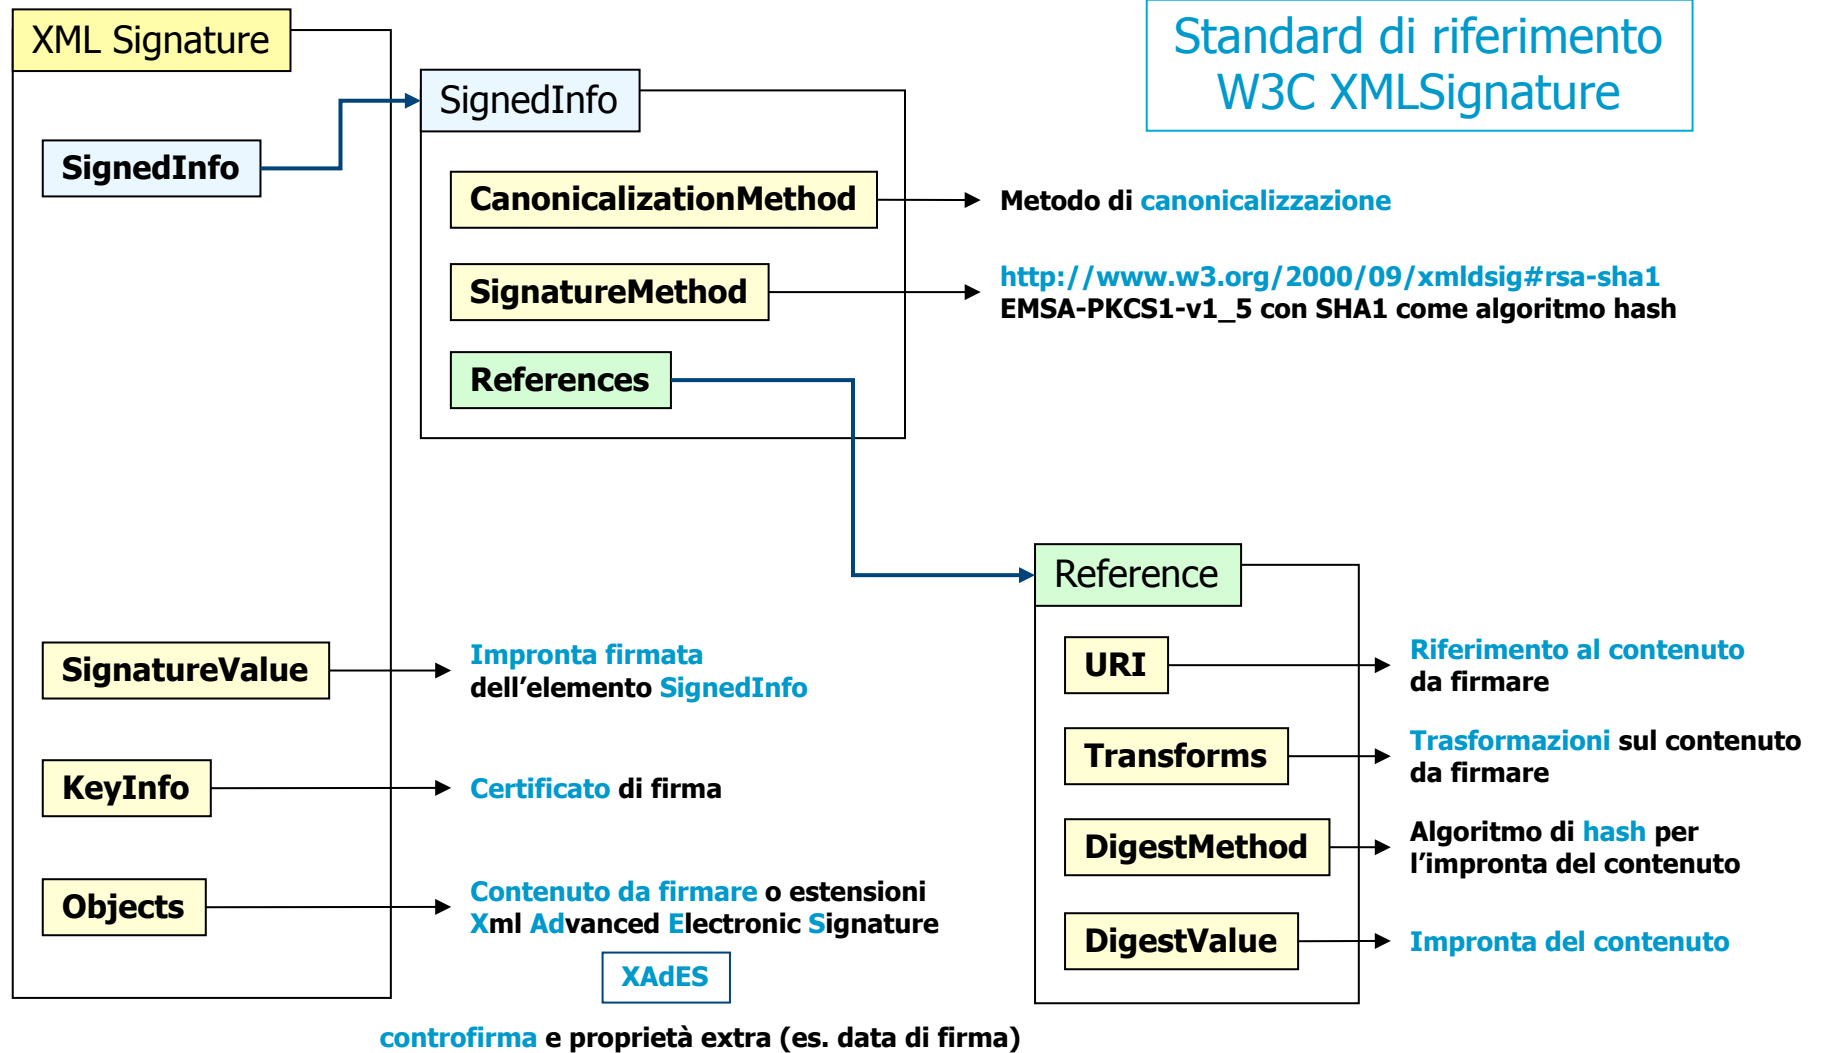 XML Signature
Standard di riferimento
W3C XMLSignature
SignedInfo
SignedInfo
CanonicalizationMethod
Metodo di canonicalizzazione
SignatureMethod
http://www.w3.org/2000/09/xmldsig#rsa-sha1
EMSA-PKCS1-v1_5 con SHA1 come algoritmo hash
References
Reference
URI
Riferimento al contenuto
da firmare
Transforms
Trasformazioni sul contenuto
da firmare
DigestMethod
Algoritmo di hash per
l’impronta del contenuto
DigestValue
Impronta del contenuto
SignatureValue
Impronta firmata
dell’elemento SignedInfo
KeyInfo
Certificato di firma
Objects
Contenuto da firmare o estensioni
Xml Advanced Electronic Signature
XAdES
controfirma e proprietà extra (es. data di firma)